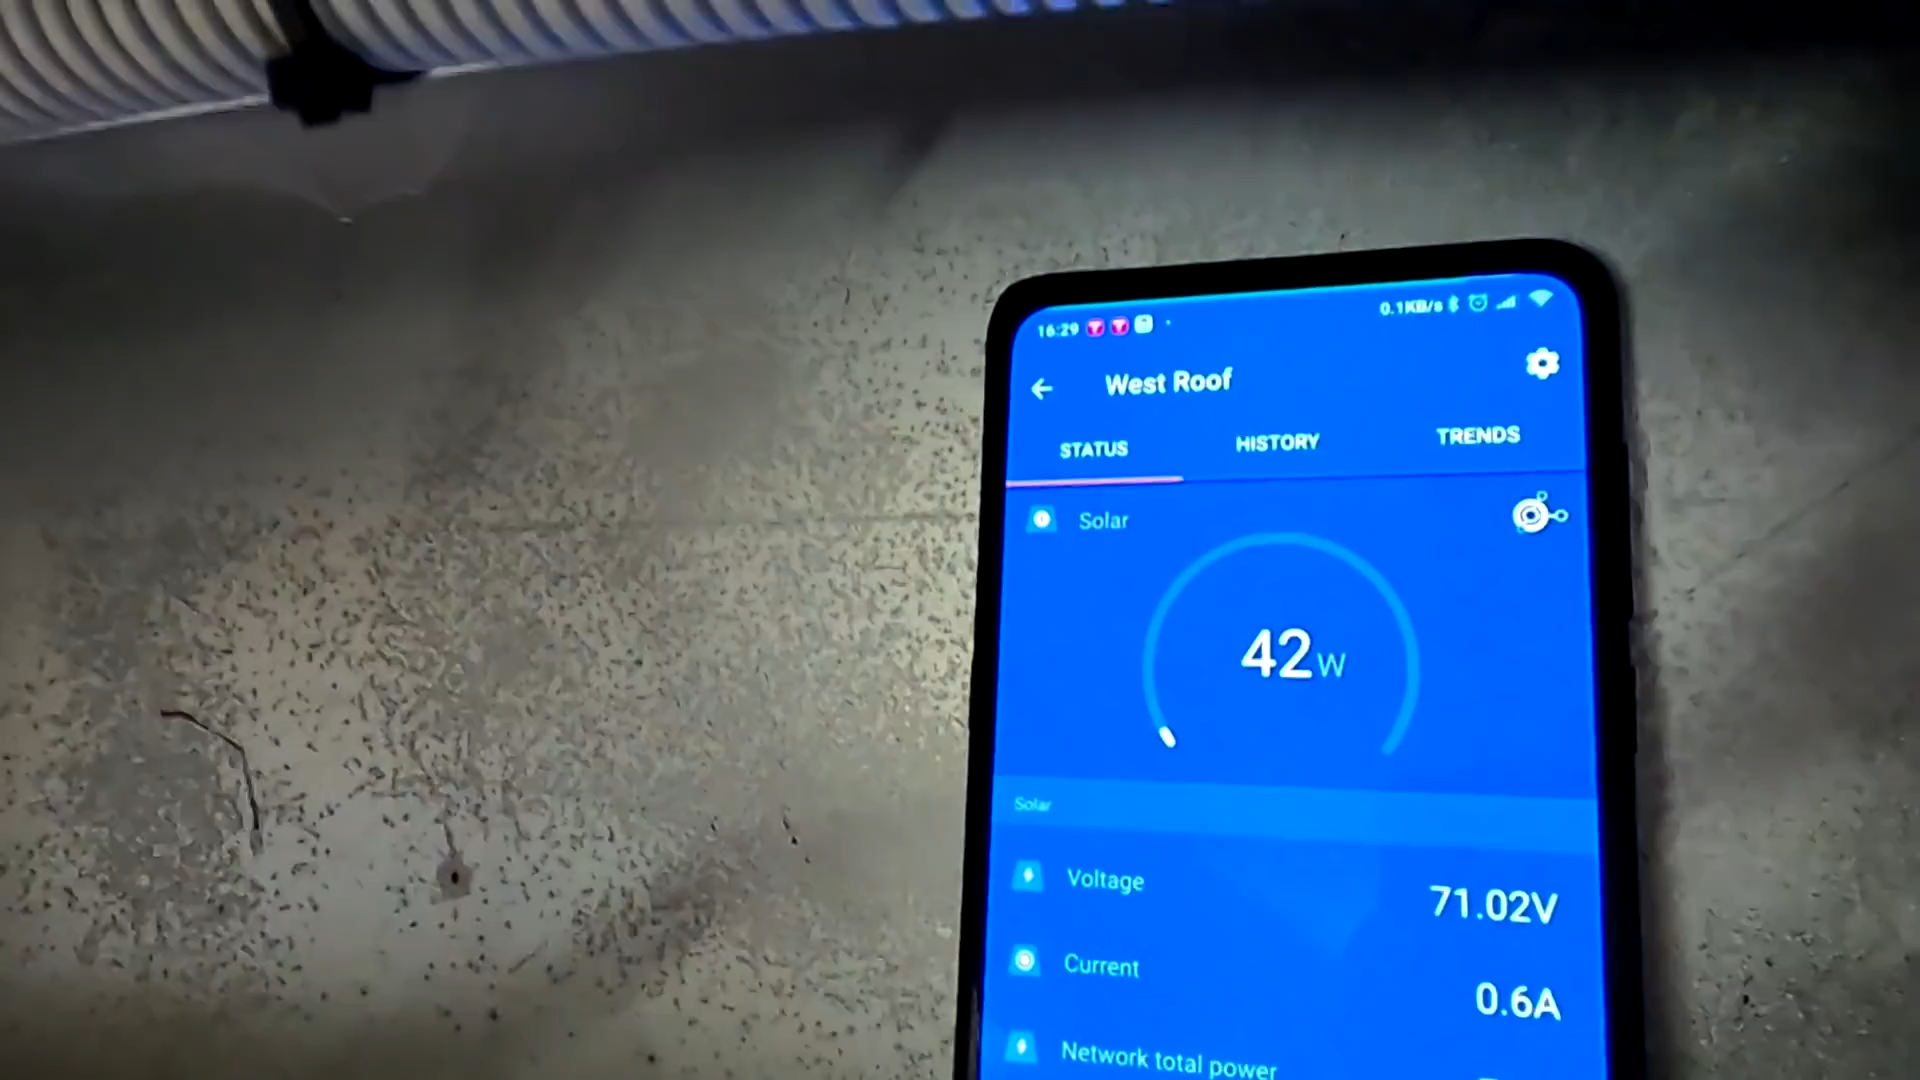 16:29 0.1KB/s
West Roof
STATUS HISTORY TRENDS
Solar
42W
Solar
Voltage 71.02V
Current 0.6A
Network total power